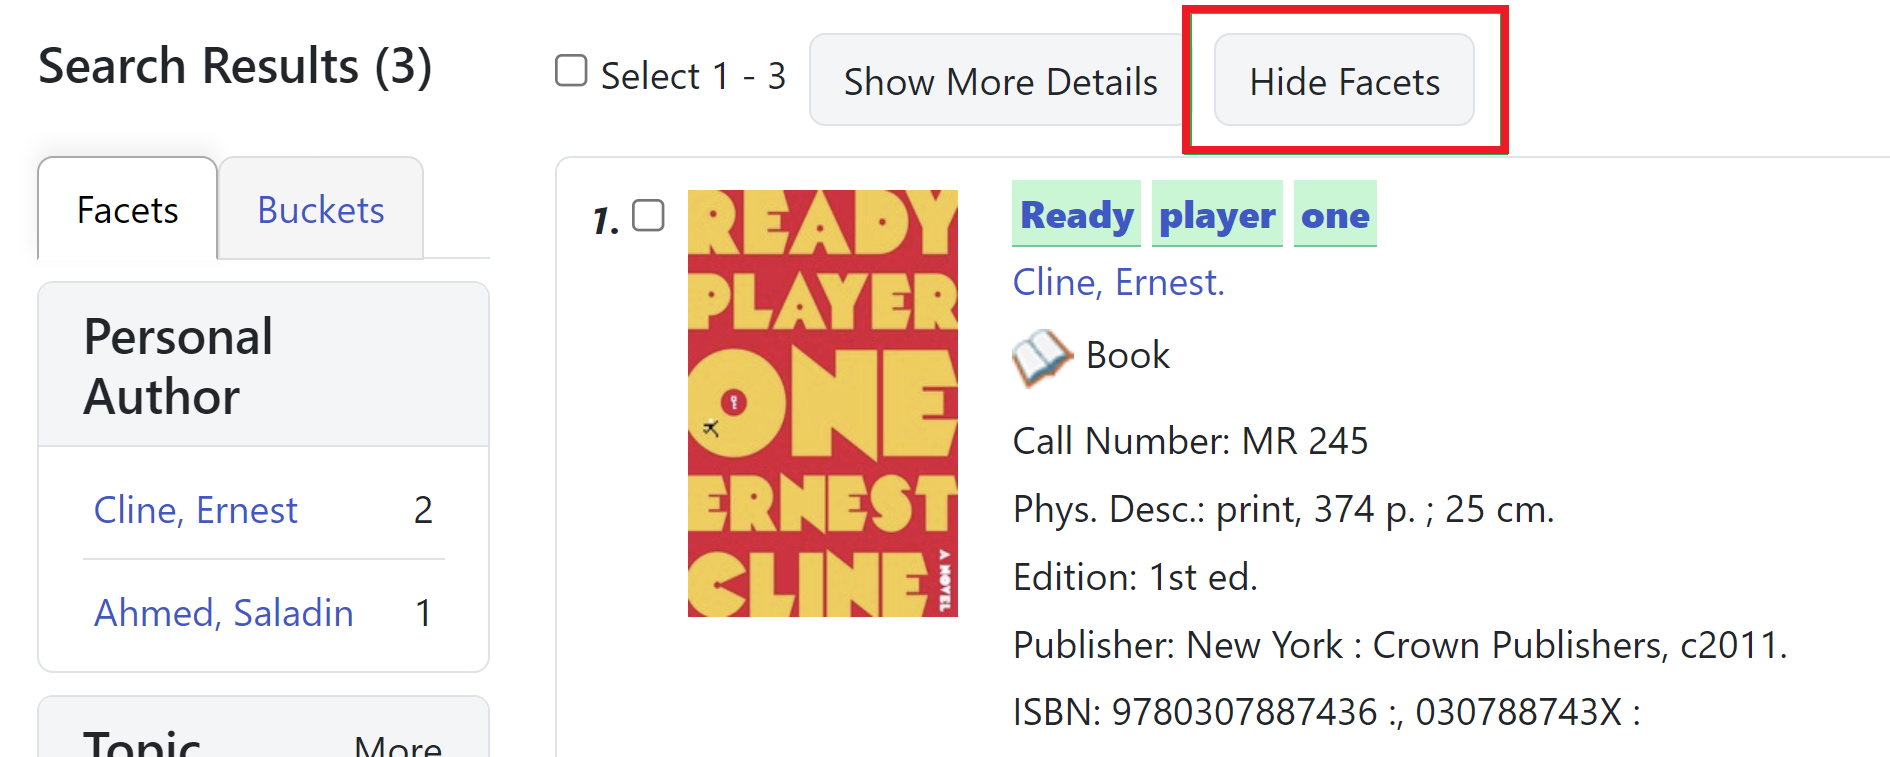 Search Results (3)
Select 1 - 3
Show More Details
Hide Facets
Facets
Buckets
Personal
Author
Cline, Ernest 2
Ahmed, Saladin 1
Topic
More
1.
READY
PLAYER
ONE
ERNEST
CLINE
A NOVEL
Ready player one
Cline, Ernest.
Book
Call Number: MR 245
Phys. Desc.: print, 374 p. ; 25 cm.
Edition: 1st ed.
Publisher: New York : Crown Publishers, c2011.
ISBN: 9780307887436 :, 030788743X :